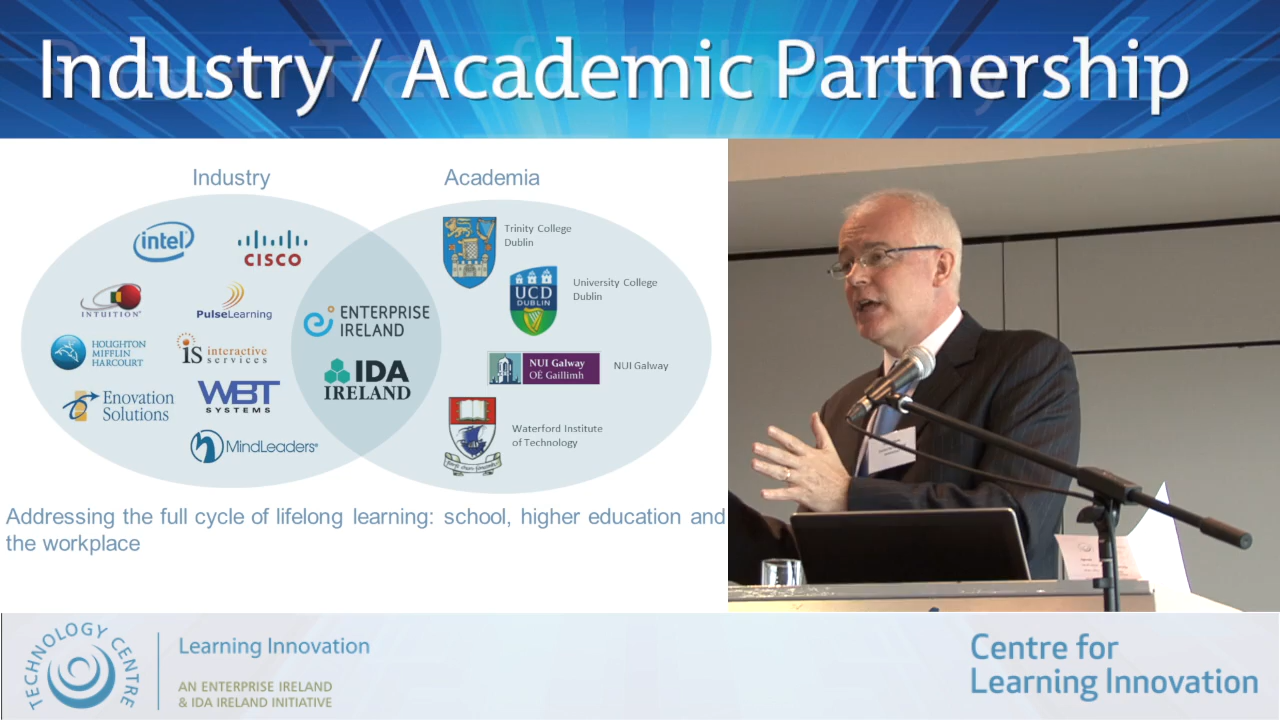 Industry / Academic Partnership
Industry
Academia
intel
CISCO
INTUITION
PulseLearning
HOUGHTON
MIFFLIN
HARCOURT
is interactive
services
Enovation
Solutions
WBT
SYSTEMS
MindLeaders®
ENTERPRISE
IRELAND
IDA
IRELAND
Trinity College
Dublin
UCD
DUBLIN
University College
Dublin
NUI Galway
OÉ Gaillimh
NUI Galway
Waterford Institute
of Technology
Addressing the full cycle of lifelong learning: school, higher education and
the workplace
TECHNOLOGY CENTRE
Learning Innovation
AN ENTERPRISE IRELAND
& IDA IRELAND INITIATIVE
Centre for
Learning Innovation